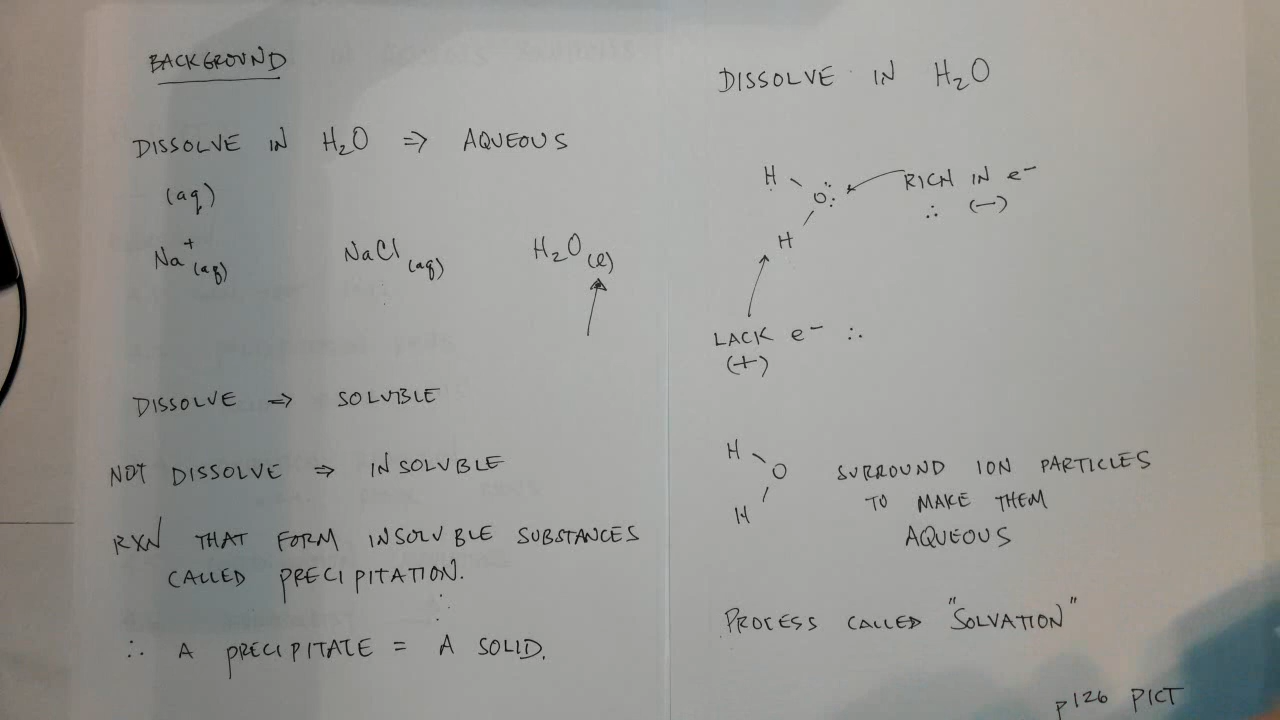 BACKGROUND
DISSOLVE IN H₂O ⇒ AQUEOUS
(aq)
Na⁺(aq) NaCl(aq) H₂O(l)
DISSOLVE ⇒ SOLUBLE
NOT DISSOLVE ⇒ INSOLUBLE
RXN THAT FORM INSOLUBLE SUBSTANCES
CALLED PRECIPITATION.
∴ A PRECIPITATE = A SOLID.
DISSOLVE IN H₂O
H O RICH IN e⁻
∴ (−)
H
LACK e⁻ ∴
(+)
H
O SURROUND ION PARTICLES
TO MAKE THEM
H
AQUEOUS
PROCESS CALLED "SOLVATION"
p126 PICT